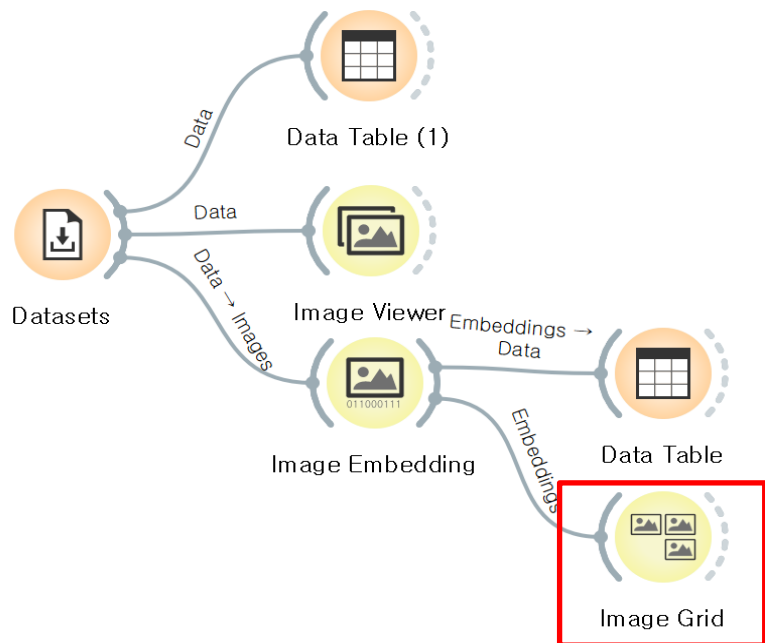 Data
Data Table (1)
Data
Datasets
Data → Images
Image Viewer
Embeddings →
Data
011000111
Image Embedding
Embeddings
Data Table
Image Grid